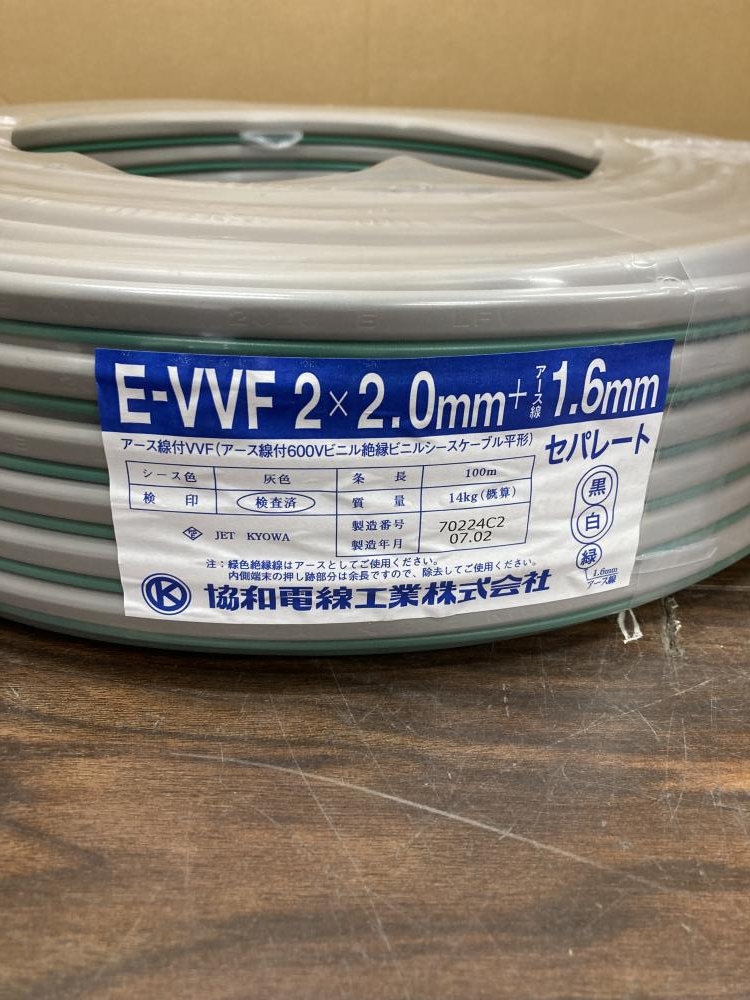 E-VVF 2×2.0mm+アース線1.6mm
アース線付VVF(アース線付600Vビニル絶縁ビニルシースケーブル平形)
セパレート
シース色 灰色 条長 100m
検印 検査済 質量 14kg(概算)
製造番号 70224C2
製造年月 07.02
JET KYOWA
黒
白
緑
1.6mm
アース線
注:緑色絶縁線はアースとしてご使用ください。
内側端末の押し跡部分は余長ですので、除去してご使用ください。
K 協和電線工業株式会社